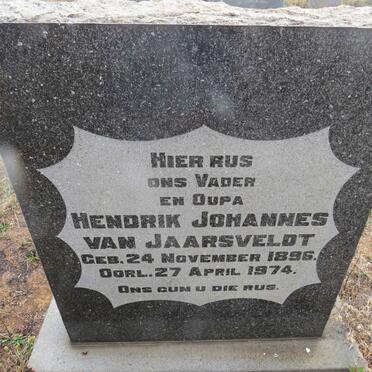 HIER RUS
ONS VADER
EN OUPA
HENDRIK JOHANNES
VAN JAARSVELDT
GEB. 24 NOVEMBER 1896.
OORL. 27 APRIL 1974.
ONS GUN U DIE RUS.